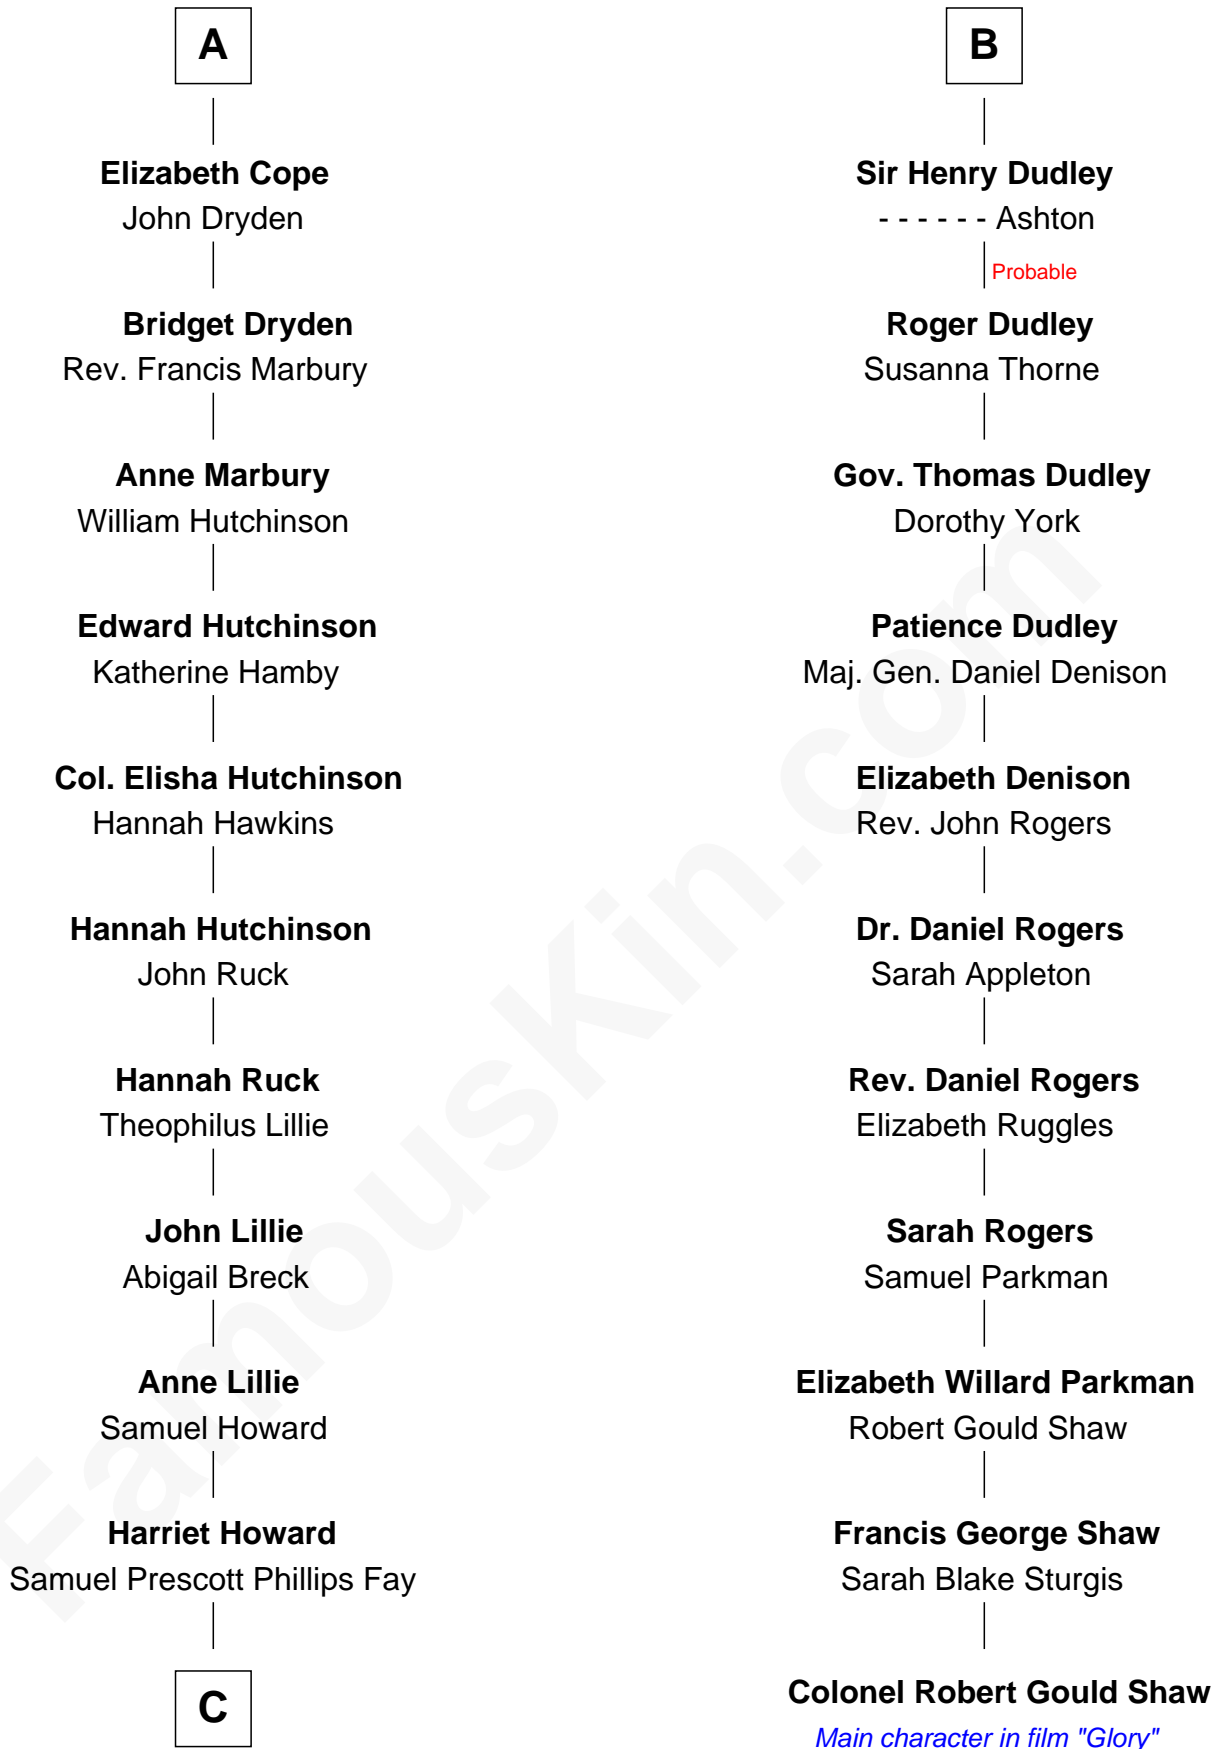 A
Elizabeth Cope
John Dryden
Bridget Dryden
Rev. Francis Marbury
Anne Marbury
William Hutchinson
Edward Hutchinson
Katherine Hamby
Col. Elisha Hutchinson
Hannah Hawkins
Hannah Hutchinson
John Ruck
Hannah Ruck
Theophilus Lillie
John Lillie
Abigail Breck
Anne Lillie
Samuel Howard
Harriet Howard
Samuel Prescott Phillips Fay
C
B
Sir Henry Dudley
- - - - - - Ashton
Probable
Roger Dudley
Susanna Thorne
Gov. Thomas Dudley
Dorothy York
Patience Dudley
Maj. Gen. Daniel Denison
Elizabeth Denison
Rev. John Rogers
Dr. Daniel Rogers
Sarah Appleton
Rev. Daniel Rogers
Elizabeth Ruggles
Sarah Rogers
Samuel Parkman
Elizabeth Willard Parkman
Robert Gould Shaw
Francis George Shaw
Sarah Blake Sturgis
Colonel Robert Gould Shaw
Main character in film "Glory"
FamousKin.com